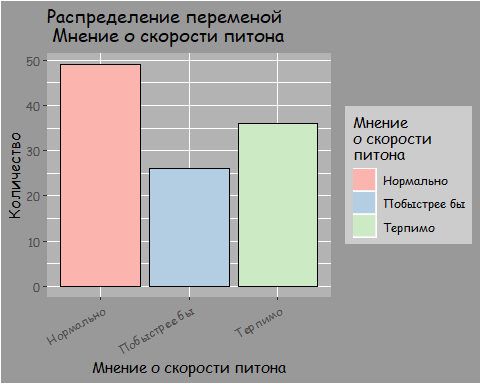 Распределение переменой
Мнение о скорости питона
Количество
50
40
30
20
10
0
Нормально
Побыстрее бы
Терпимо
Мнение о скорости питона
Мнение
о скорости
питона
Нормально
Побыстрее бы
Терпимо